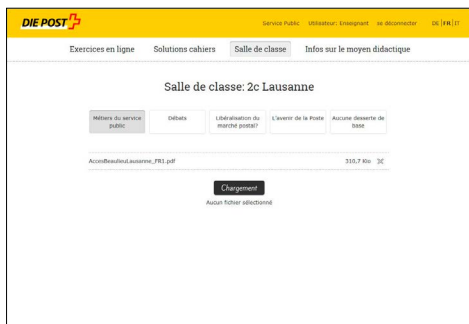 DIE POST
Service Public Utilisateur: Enseignant se déconnecter DE | FR | IT
Exercices en ligne Solutions cahiers Salle de classe Infos sur le moyen didactique
Salle de classe: 2c Lausanne
Métiers du service public
Débats
Libéralisation du marché postal?
L'avenir de la Poste
Aucune desserte de base
AccesBeaulieuLausanne_FR1.pdf 310,7 Kio
Chargement
Aucun fichier sélectionné